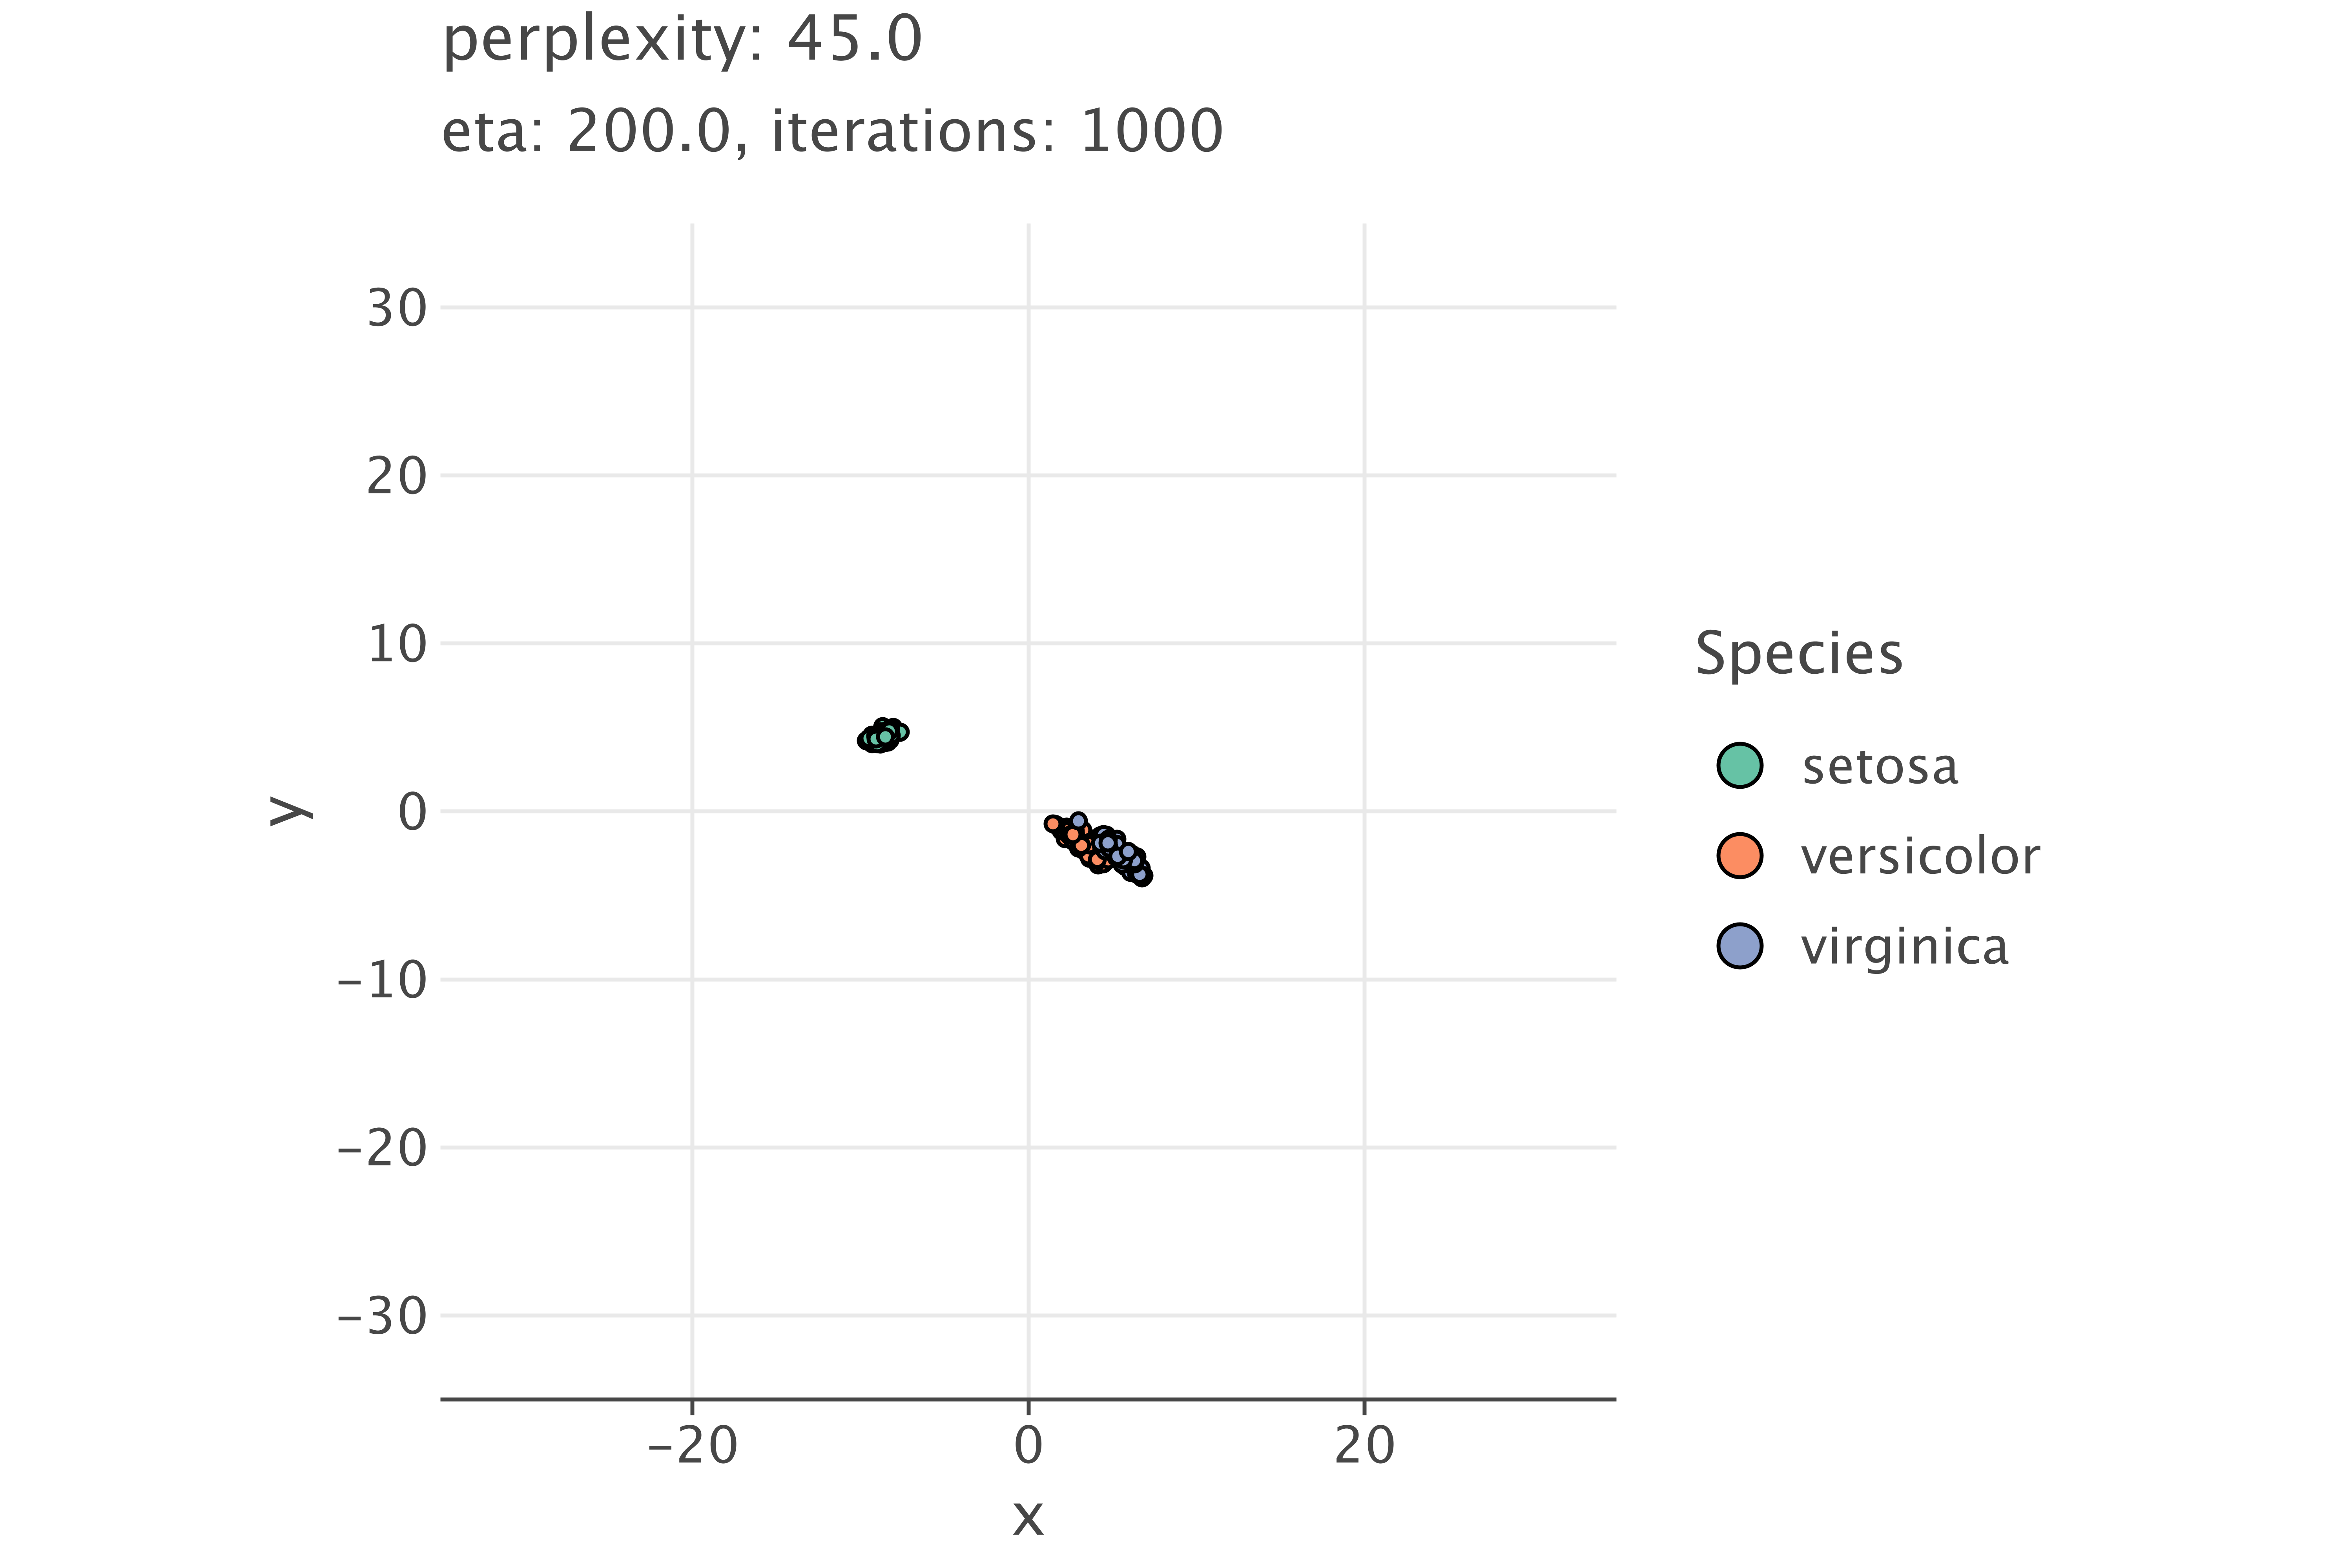 perplexity: 45.0
eta: 200.0, iterations: 1000
30
20
10
0
−10
−20
−30
y
−20
0
20
x
Species
setosa
versicolor
virginica